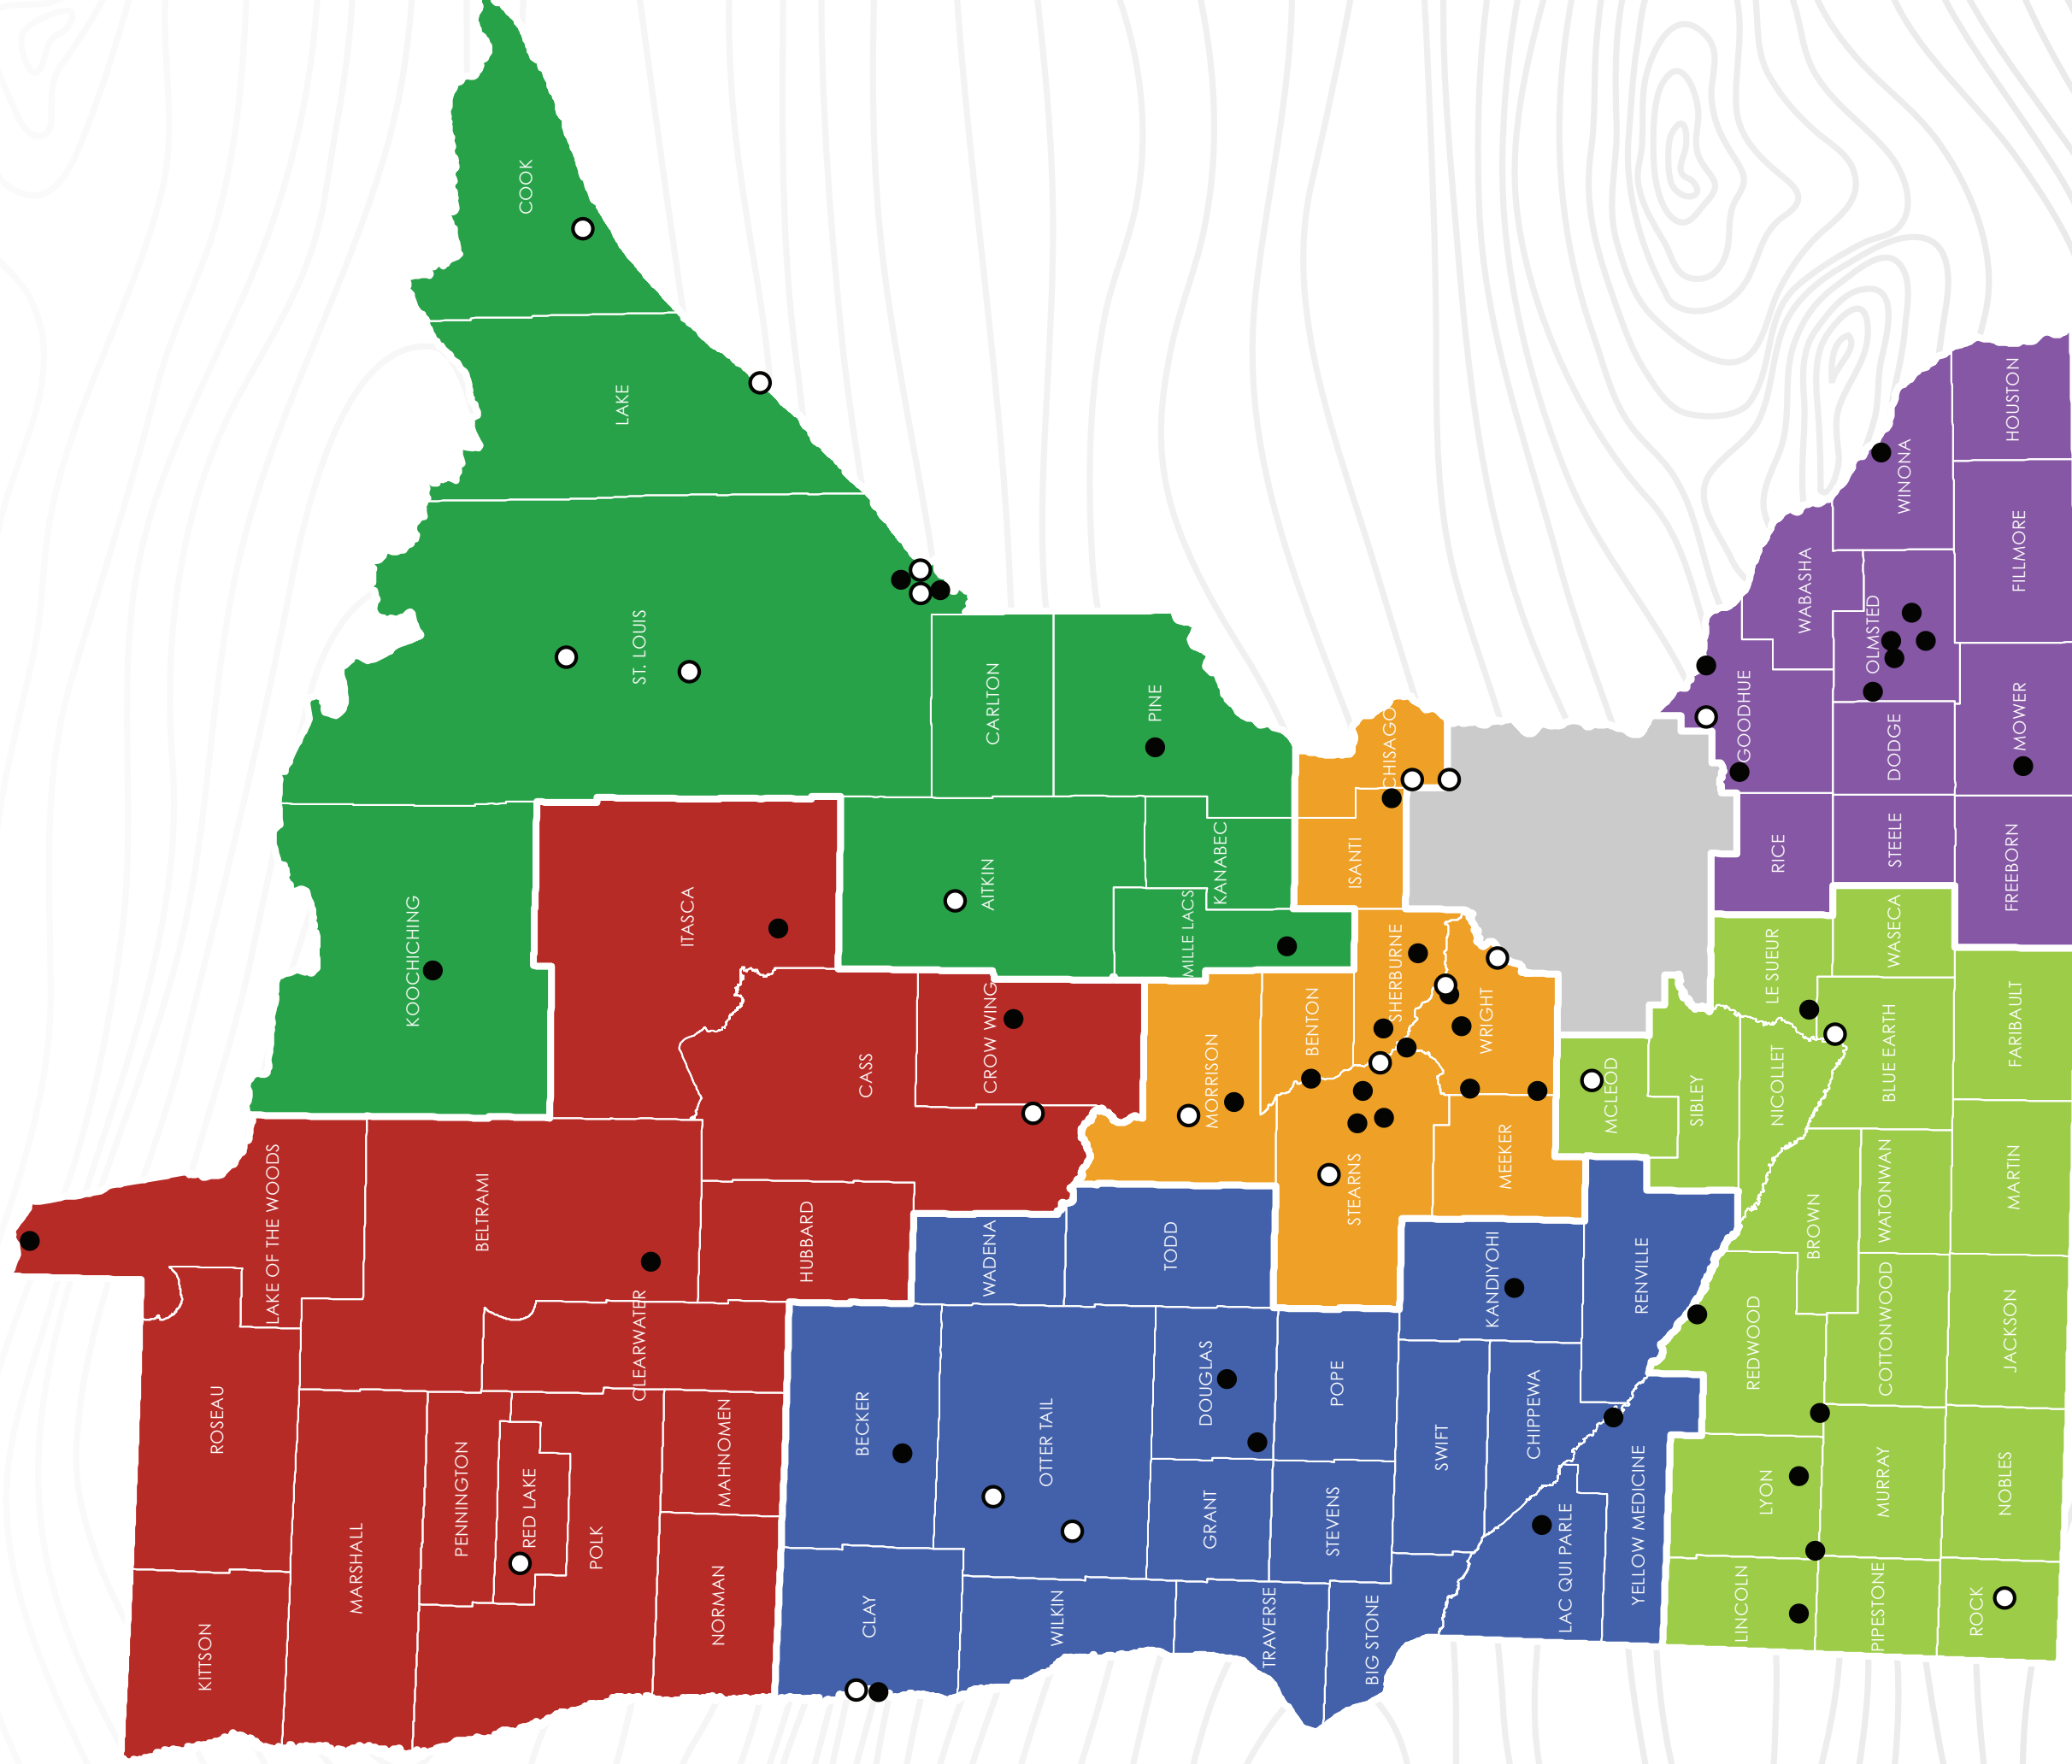 COOK
LAKE
ST. LOUIS
CARLTON
PINE
KOOCHICHING
ITASCA
AITKIN
KANABEC
MILLE LACS
CHISAGO
ISANTI
SHERBURNE
WRIGHT
BENTON
MORRISON
STEARNS
MEEKER
CROW WING
CASS
LAKE OF THE WOODS
BELTRAMI
HUBBARD
CLEARWATER
ROSEAU
KITTSON
MARSHALL
PENNINGTON
RED LAKE
POLK
MAHNOMEN
NORMAN
WADENA
TODD
BECKER
OTTER TAIL
DOUGLAS
POPE
CLAY
WILKIN
GRANT
STEVENS
TRAVERSE
BIG STONE
KANDIYOHI
RENVILLE
SWIFT
CHIPPEWA
LAC QUI PARLE
YELLOW MEDICINE
HOUSTON
WINONA
FILLMORE
WABASHA
OLMSTED
GOODHUE
DODGE
MOWER
RICE
STEELE
FREEBORN
WASECA
LE SUEUR
MCLEOD
SIBLEY
NICOLLET
BLUE EARTH
FARIBAULT
BROWN
WATONWAN
MARTIN
REDWOOD
COTTONWOOD
JACKSON
LYON
MURRAY
NOBLES
LINCOLN
PIPESTONE
ROCK